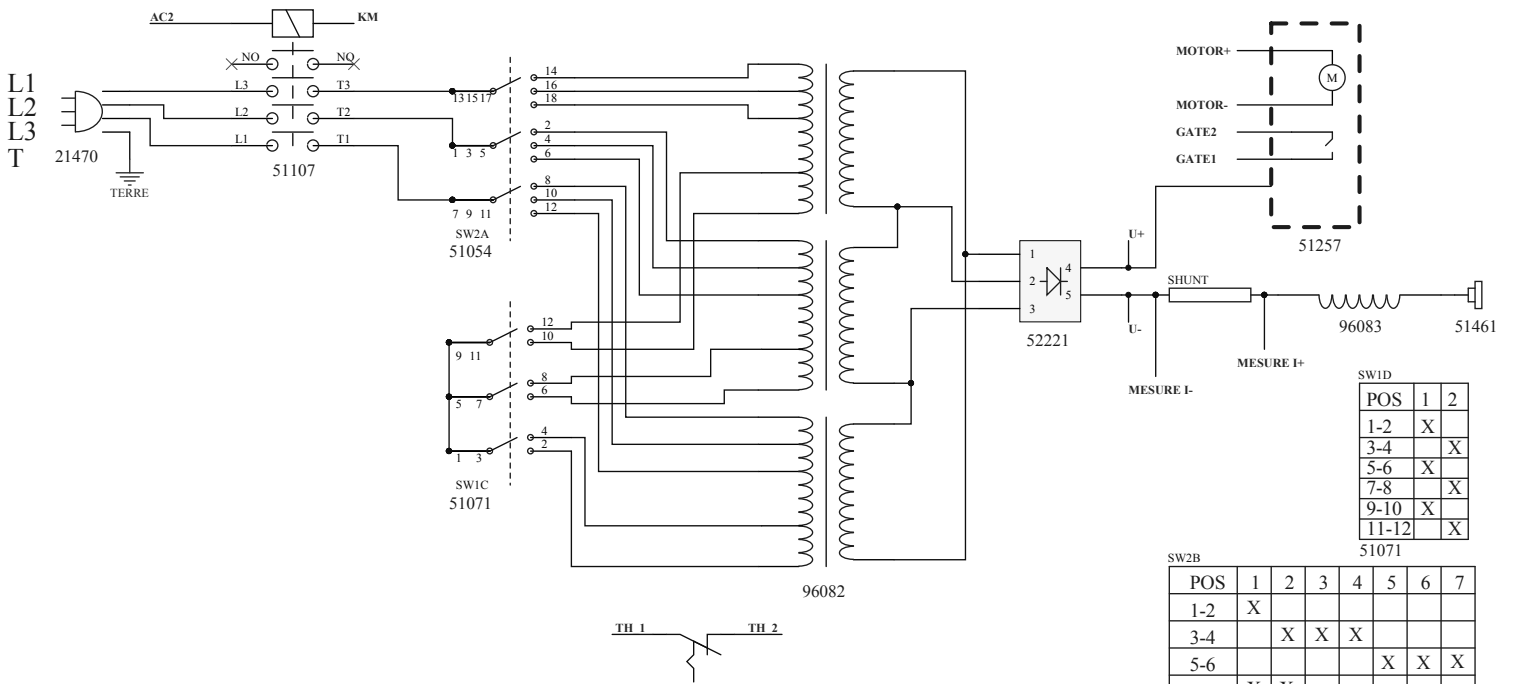 AC2
KM
NO
NO
L1
L2
L3
T
21470
TERRE
L3
T3
L2
T2
L1
T1
51107
13 15 17
14
16
18
1 3 5
2
4
6
7 9 11
8
10
12
SW2A
51054
9 11
12
10
5 7
8
6
1 3
4
2
SW1C
51071
96082
TH 1
TH 2
1
2
3
4
5
52221
U+
U-
MOTOR+
MOTOR-
GATE2
GATE1
M
51257
SHUNT
96083
51461
MESURE I+
MESURE I-
SW1D
POS 1 2
1-2 X
3-4 X
5-6 X
7-8 X
9-10 X
11-12 X
51071
SW2B
POS 1 2 3 4 5 6 7
1-2 X
3-4 X X X
5-6 X X X